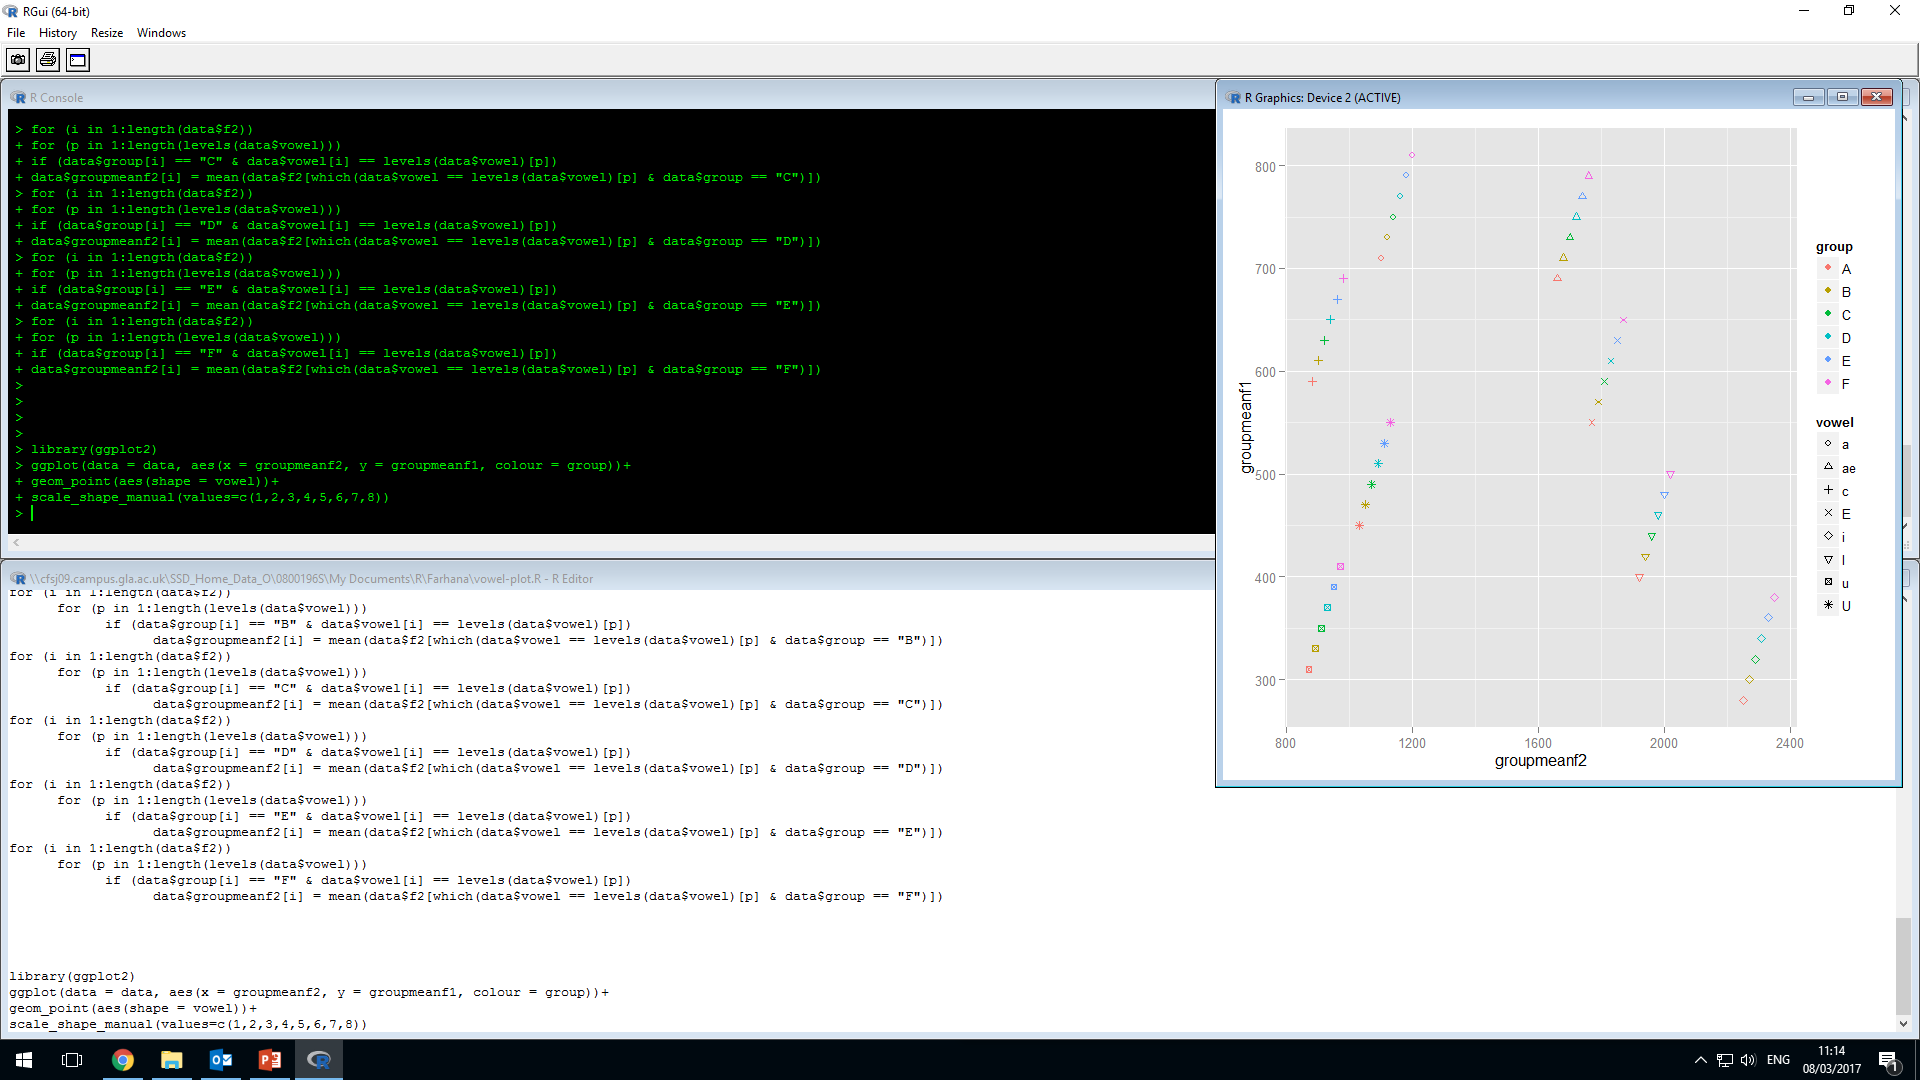 RGui (64-bit)
File History Resize Windows
R Console
> for (i in 1:length(data$f2))
+ for (p in 1:length(levels(data$vowel)))
+ if (data$group[i] == "C" & data$vowel[i] == levels(data$vowel)[p])
+ data$groupmeanf2[i] = mean(data$f2[which(data$vowel == levels(data$vowel)[p] & data$group == "C")])
> for (i in 1:length(data$f2))
+ for (p in 1:length(levels(data$vowel)))
+ if (data$group[i] == "D" & data$vowel[i] == levels(data$vowel)[p])
+ data$groupmeanf2[i] = mean(data$f2[which(data$vowel == levels(data$vowel)[p] & data$group == "D")])
> for (i in 1:length(data$f2))
+ for (p in 1:length(levels(data$vowel)))
+ if (data$group[i] == "E" & data$vowel[i] == levels(data$vowel)[p])
+ data$groupmeanf2[i] = mean(data$f2[which(data$vowel == levels(data$vowel)[p] & data$group == "E")])
> for (i in 1:length(data$f2))
+ for (p in 1:length(levels(data$vowel)))
+ if (data$group[i] == "F" & data$vowel[i] == levels(data$vowel)[p])
+ data$groupmeanf2[i] = mean(data$f2[which(data$vowel == levels(data$vowel)[p] & data$group == "F")])
>
>
>
>
> library(ggplot2)
> ggplot(data = data, aes(x = groupmeanf2, y = groupmeanf1, colour = group))+
+ geom_point(aes(shape = vowel))+
+ scale_shape_manual(values=c(1,2,3,4,5,6,7,8))
>
\\cfsj09.campus.gla.ac.uk\SSD_Home_Data_O\0800196S\My Documents\R\Farhana\vowel-plot.R - R Editor
for (i in 1:length(data$f2))
for (p in 1:length(levels(data$vowel)))
if (data$group[i] == "B" & data$vowel[i] == levels(data$vowel)[p])
data$groupmeanf2[i] = mean(data$f2[which(data$vowel == levels(data$vowel)[p] & data$group == "B")])
for (i in 1:length(data$f2))
for (p in 1:length(levels(data$vowel)))
if (data$group[i] == "C" & data$vowel[i] == levels(data$vowel)[p])
data$groupmeanf2[i] = mean(data$f2[which(data$vowel == levels(data$vowel)[p] & data$group == "C")])
for (i in 1:length(data$f2))
for (p in 1:length(levels(data$vowel)))
if (data$group[i] == "D" & data$vowel[i] == levels(data$vowel)[p])
data$groupmeanf2[i] = mean(data$f2[which(data$vowel == levels(data$vowel)[p] & data$group == "D")])
for (i in 1:length(data$f2))
for (p in 1:length(levels(data$vowel)))
if (data$group[i] == "E" & data$vowel[i] == levels(data$vowel)[p])
data$groupmeanf2[i] = mean(data$f2[which(data$vowel == levels(data$vowel)[p] & data$group == "E")])
for (i in 1:length(data$f2))
for (p in 1:length(levels(data$vowel)))
if (data$group[i] == "F" & data$vowel[i] == levels(data$vowel)[p])
data$groupmeanf2[i] = mean(data$f2[which(data$vowel == levels(data$vowel)[p] & data$group == "F")])
library(ggplot2)
ggplot(data = data, aes(x = groupmeanf2, y = groupmeanf1, colour = group))+
geom_point(aes(shape = vowel))+
scale_shape_manual(values=c(1,2,3,4,5,6,7,8))
R Graphics: Device 2 (ACTIVE)
groupmeanf1
800
700
600
500
400
300
800 1200 1600 2000 2400
groupmeanf2
group
A
B
C
D
E
F
vowel
a
ae
c
E
i
I
u
U
ENG
11:14
08/03/2017
1